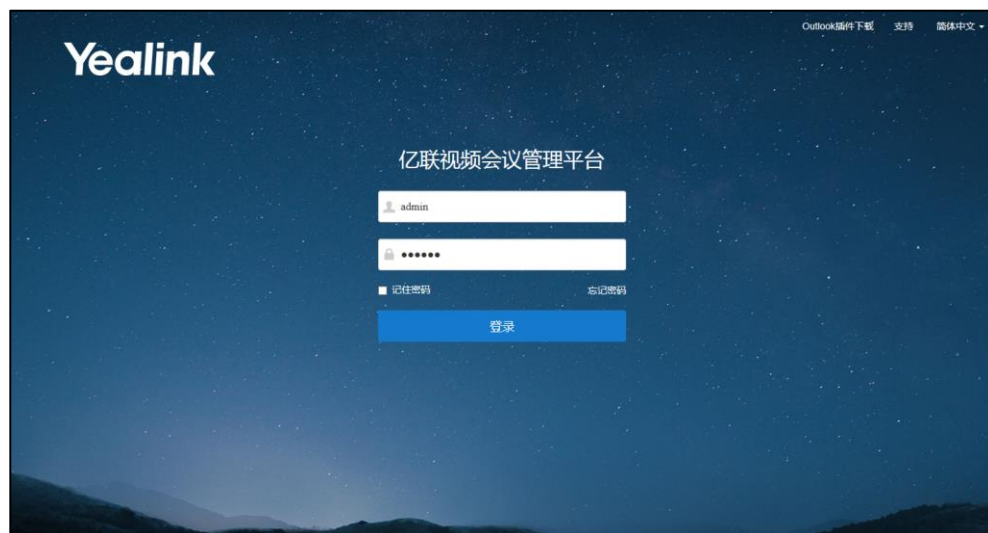 Outlook插件下载 支持 简体中文
Yealink
亿联视频会议管理平台
admin
••••••
记住密码 忘记密码
登录